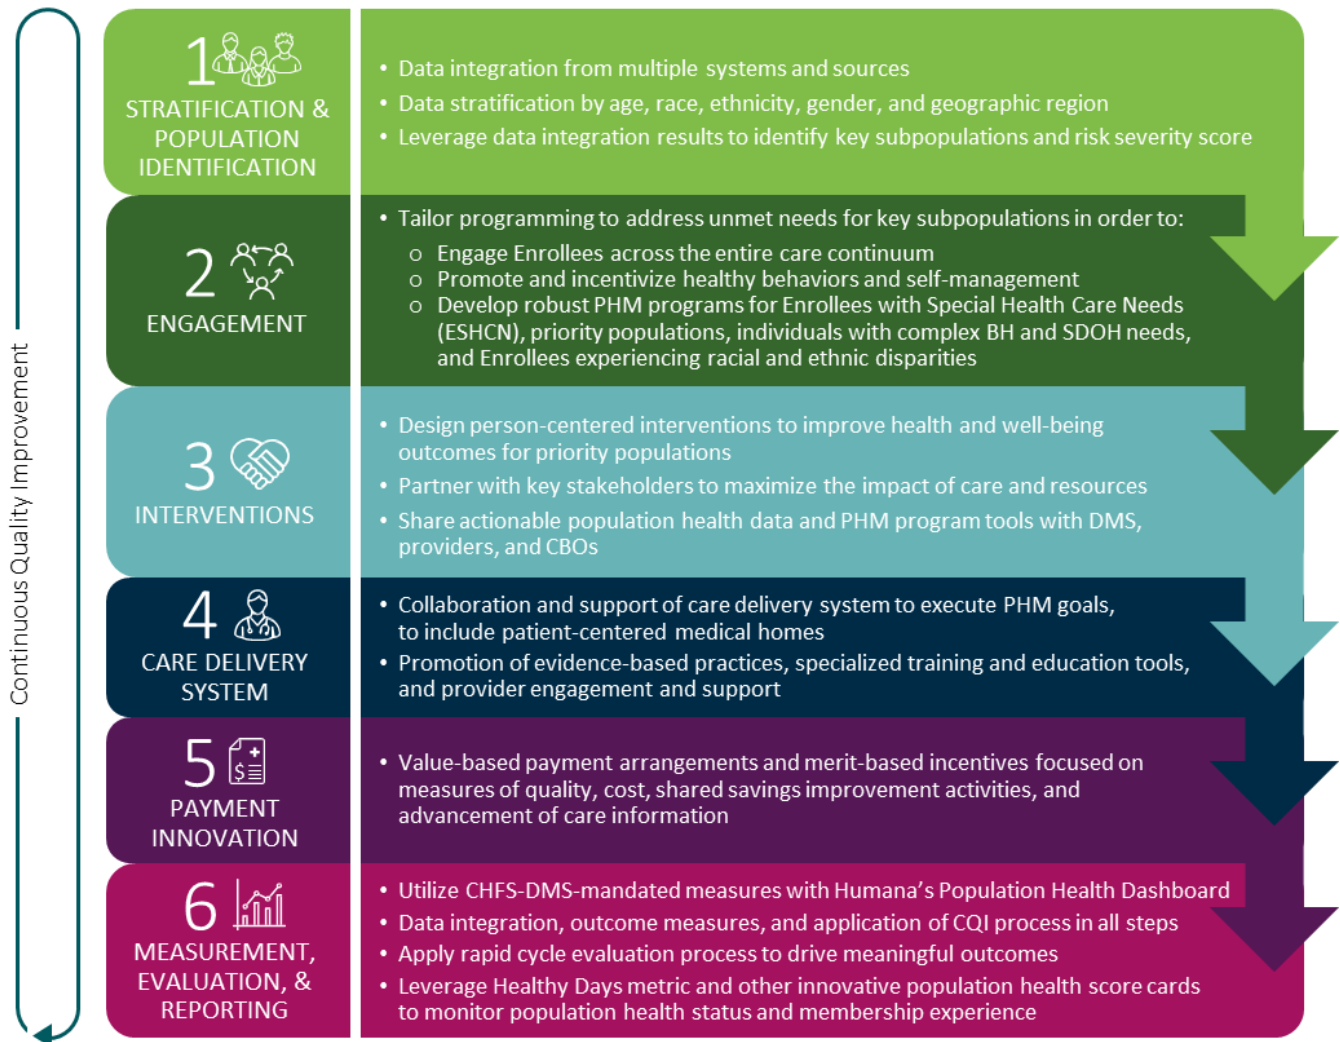 Continuous Quality Improvement
1
STRATIFICATION &
POPULATION
IDENTIFICATION
• Data integration from multiple systems and sources
• Data stratification by age, race, ethnicity, gender, and geographic region
• Leverage data integration results to identify key subpopulations and risk severity score
2
ENGAGEMENT
• Tailor programming to address unmet needs for key subpopulations in order to:
o Engage Enrollees across the entire care continuum
o Promote and incentivize healthy behaviors and self-management
o Develop robust PHM programs for Enrollees with Special Health Care Needs
(ESHCN), priority populations, individuals with complex BH and SDOH needs,
and Enrollees experiencing racial and ethnic disparities
3
INTERVENTIONS
• Design person-centered interventions to improve health and well-being
outcomes for priority populations
• Partner with key stakeholders to maximize the impact of care and resources
• Share actionable population health data and PHM program tools with DMS,
providers, and CBOs
4
CARE DELIVERY
SYSTEM
• Collaboration and support of care delivery system to execute PHM goals,
to include patient-centered medical homes
• Promotion of evidence-based practices, specialized training and education tools,
and provider engagement and support
5
$
PAYMENT
INNOVATION
• Value-based payment arrangements and merit-based incentives focused on
measures of quality, cost, shared savings improvement activities, and
advancement of care information
6
MEASUREMENT,
EVALUATION, &
REPORTING
• Utilize CHFS-DMS-mandated measures with Humana's Population Health Dashboard
• Data integration, outcome measures, and application of CQI process in all steps
• Apply rapid cycle evaluation process to drive meaningful outcomes
• Leverage Healthy Days metric and other innovative population health score cards
to monitor population health status and membership experience